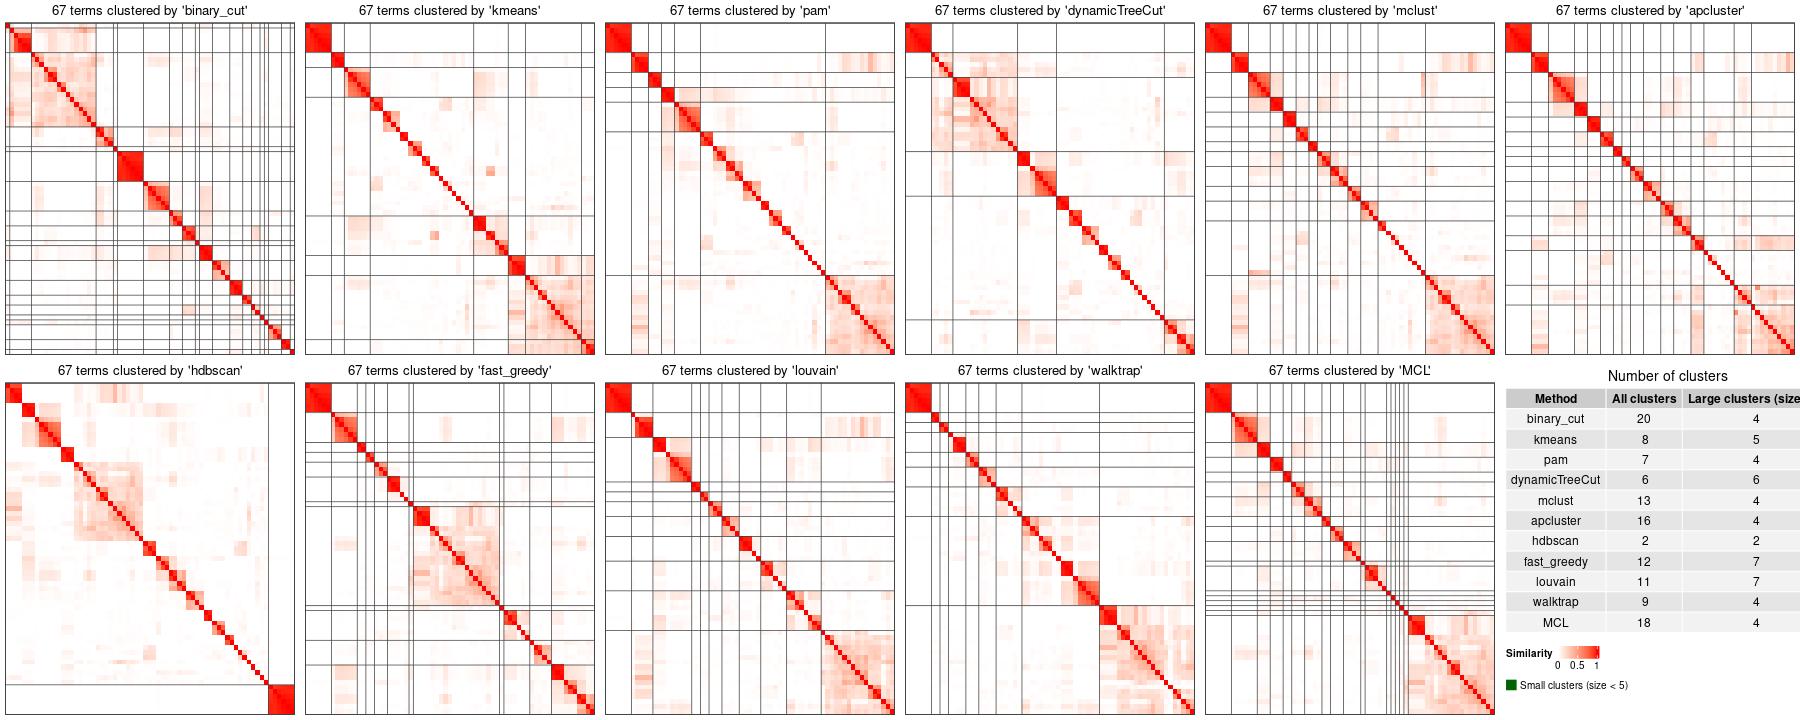 67 terms clustered by 'binary_cut'
67 terms clustered by 'kmeans'
67 terms clustered by 'pam'
67 terms clustered by 'dynamicTreeCut'
67 terms clustered by 'mclust'
67 terms clustered by 'apcluster'
67 terms clustered by 'hdbscan'
67 terms clustered by 'fast_greedy'
67 terms clustered by 'louvain'
67 terms clustered by 'walktrap'
67 terms clustered by 'MCL'
Number of clusters
Method All clusters Large clusters (size
binary_cut 20 4
kmeans 8 5
pam 7 4
dynamicTreeCut 6 6
mclust 13 4
apcluster 16 4
hdbscan 2 2
fast_greedy 12 7
louvain 11 7
walktrap 9 4
MCL 18 4
Similarity
0 0.5 1
Small clusters (size < 5)